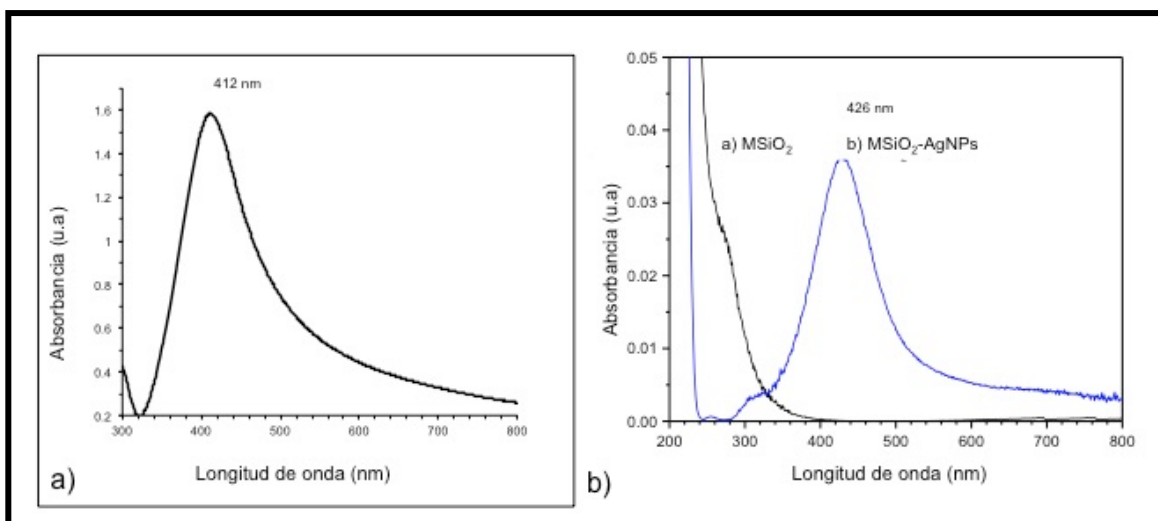 412 nm
1.6
1.4
1.2
1
0.8
0.6
0.4
0.2
300 400 500 600 700 800
Absorbancia (u.a)
Longitud de onda (nm)
a)
0.05
0.04
0.03
0.02
0.01
0.00
200 300 400 500 600 700 800
426 nm
a) MSiO₂ b) MSiO₂-AgNPs
Absorbancia (u.a)
Longitud de onda (nm)
b)